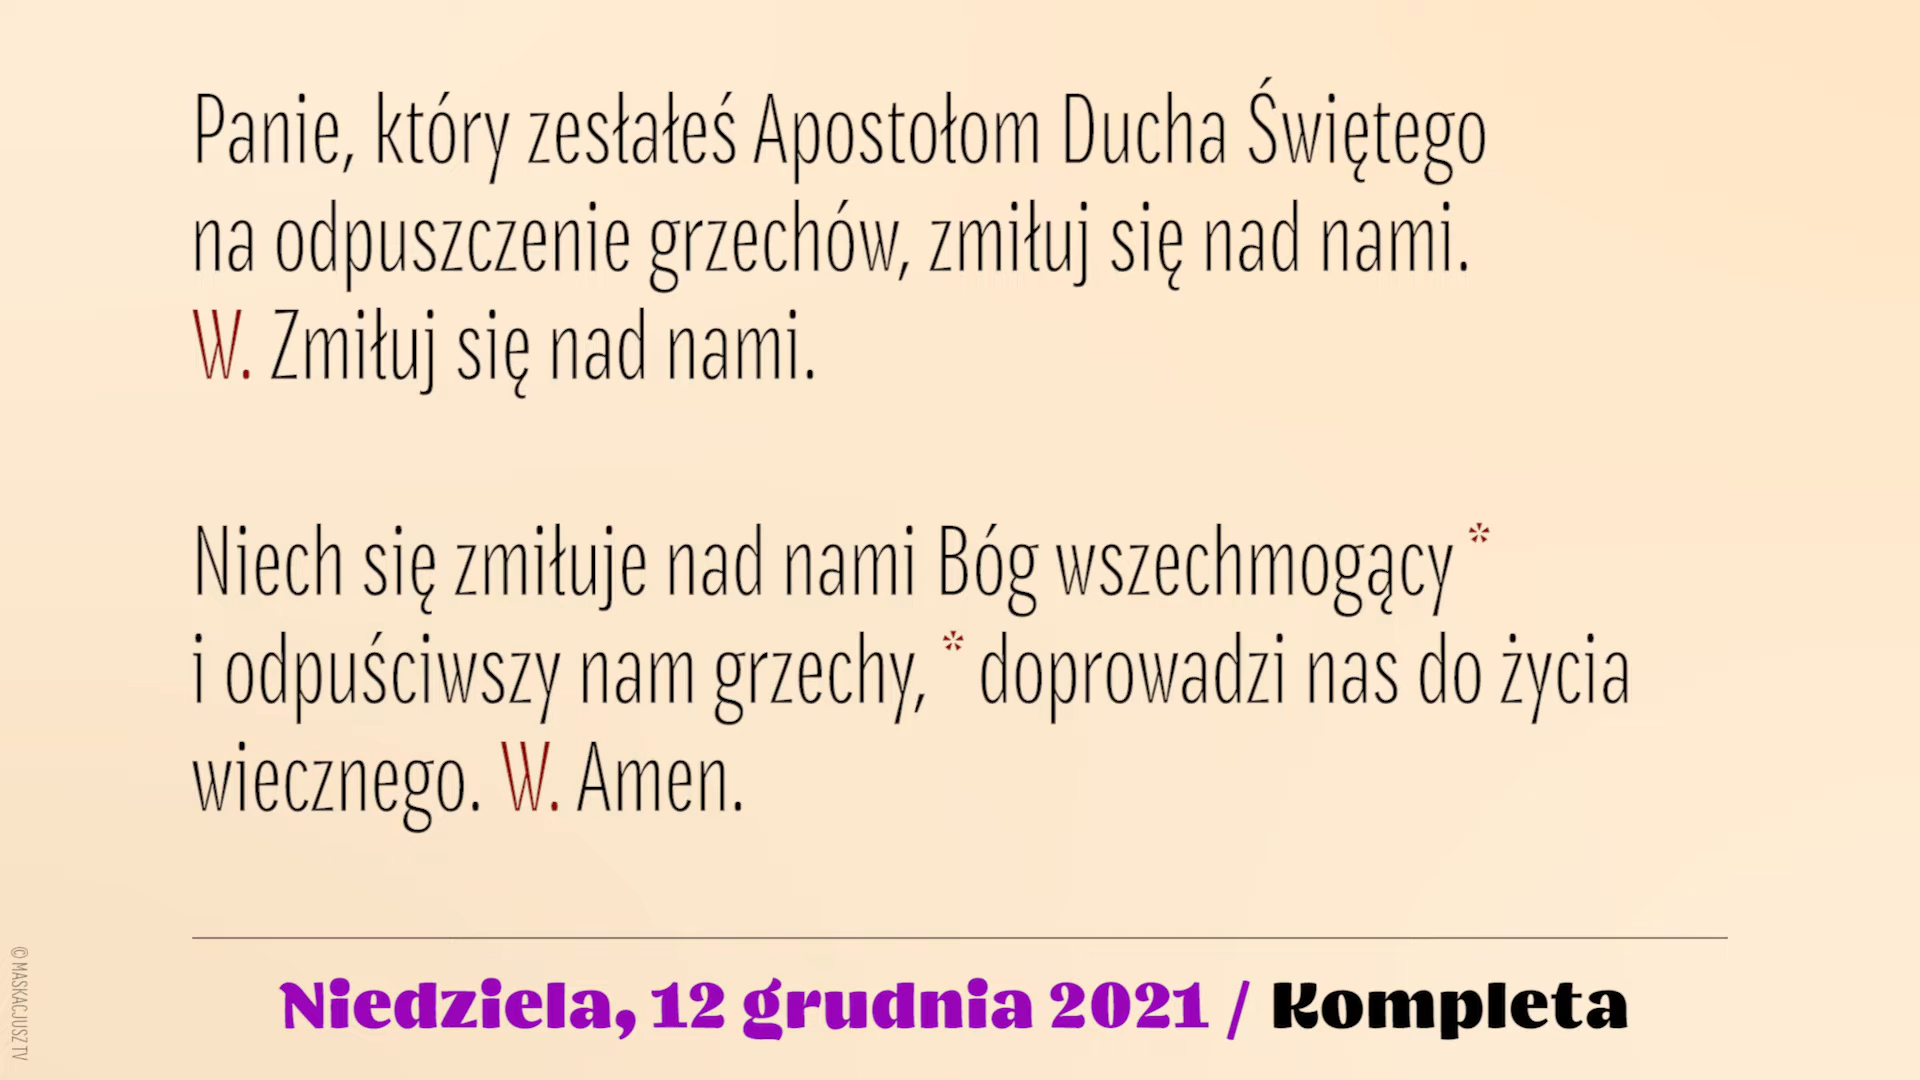 Panie, który zesłałeś Apostołom Ducha Świętego
na odpuszczenie grzechów, zmiłuj się nad nami.
W. Zmiłuj się nad nami.
Niech się zmiłuje nad nami Bóg wszechmogący *
i odpuściwszy nam grzechy, * doprowadzi nas do życia
wiecznego. W. Amen.
Niedziela, 12 grudnia 2021 / Kompleta
© MASKACJUSZ TV